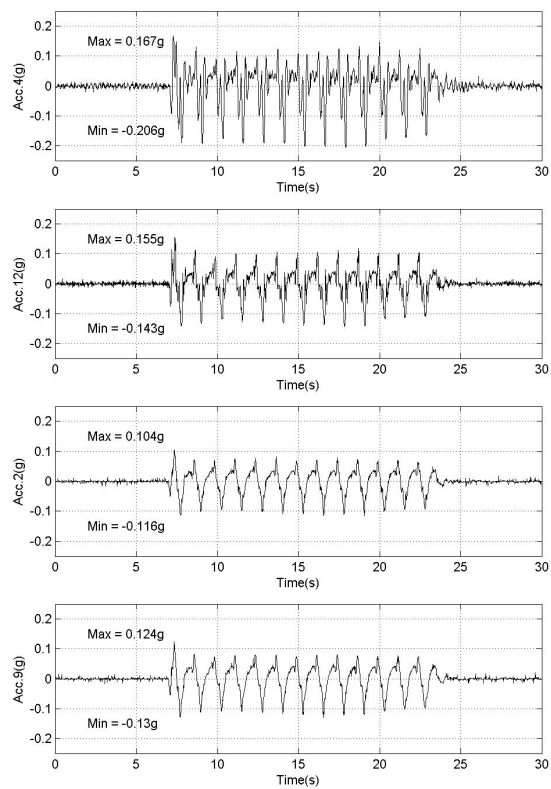 0.2
Max = 0.167g
0.1
Acc.4(g)
0
-0.1
Min = -0.206g
-0.2
0 5 10 15 20 25 30
Time(s)
0.2
Max = 0.155g
0.1
Acc.12(g)
0
-0.1
Min = -0.143g
-0.2
0 5 10 15 20 25 30
Time(s)
0.2
Max = 0.104g
0.1
Acc.2(g)
0
-0.1
Min = -0.116g
-0.2
0 5 10 15 20 25 30
Time(s)
0.2
Max = 0.124g
0.1
Acc.9(g)
0
-0.1
Min = -0.13g
-0.2
0 5 10 15 20 25 30
Time(s)